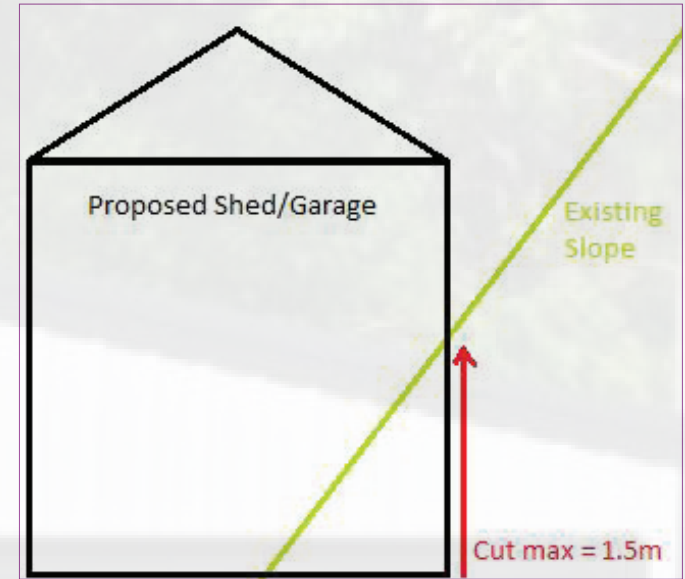 Proposed Shed/Garage
Existing
Slope
Cut max = 1.5m